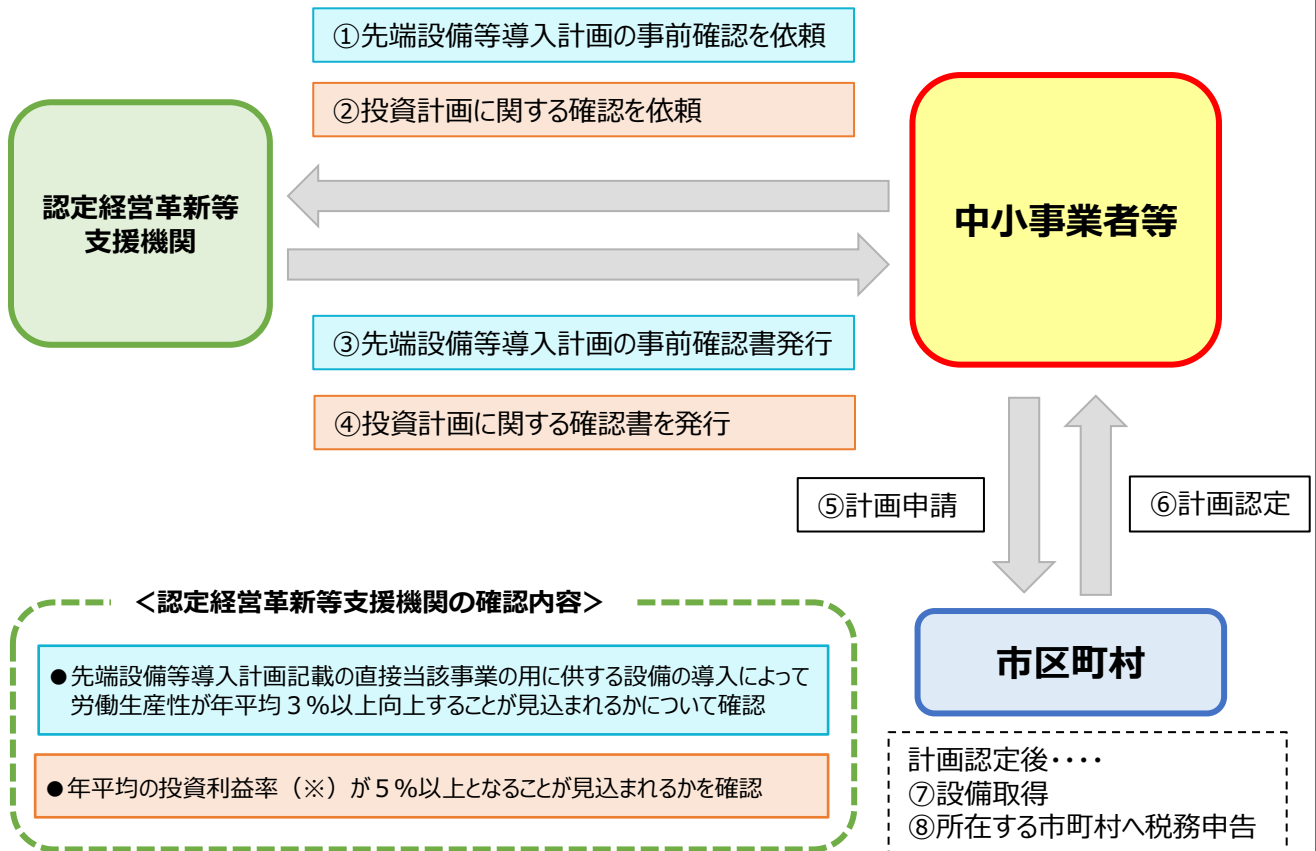 ①先端設備等導入計画の事前確認を依頼
②投資計画に関する確認を依頼
認定経営革新等
支援機関
中小事業者等
③先端設備等導入計画の事前確認書発行
④投資計画に関する確認書を発行
⑤計画申請
⑥計画認定
＜認定経営革新等支援機関の確認内容＞
●先端設備等導入計画記載の直接当該事業の用に供する設備の導入によって
労働生産性が年平均３％以上向上することが見込まれるかについて確認
●年平均の投資利益率（※）が５％以上となることが見込まれるかを確認
市区町村
計画認定後・・・・
⑦設備取得
⑧所在する市町村へ税務申告